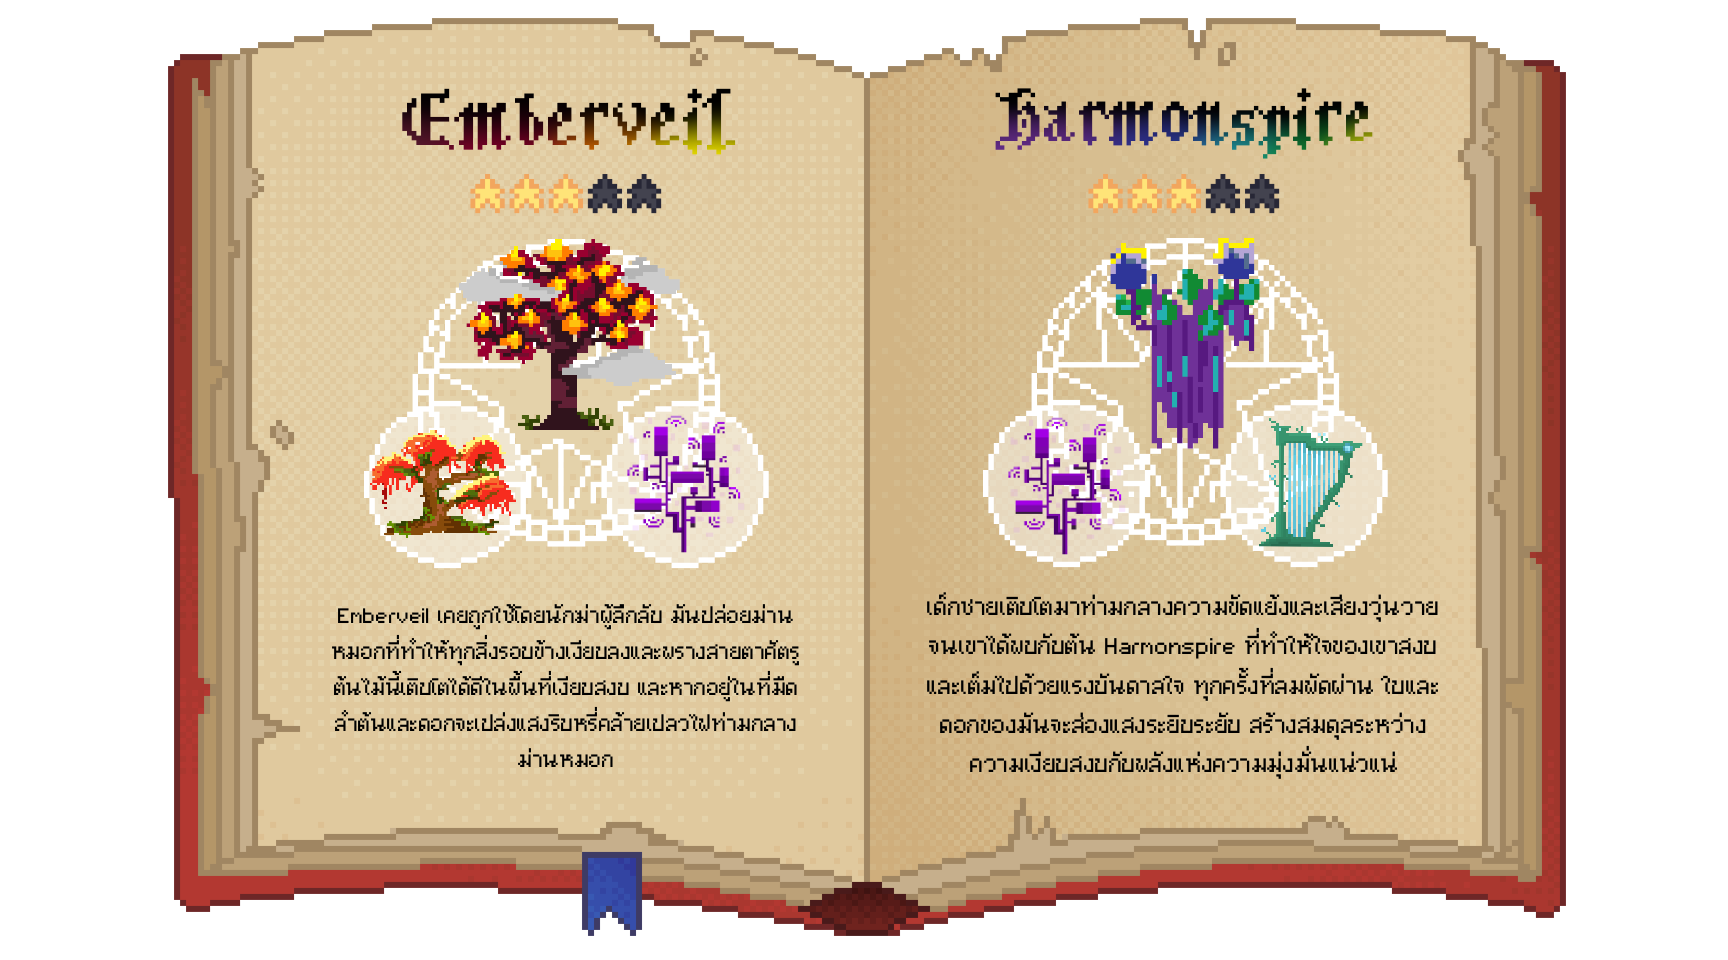 Emberveil
Emberveil เคยถูกใช้โดยนักฆ่าผู้ลึกลับ มันปล่อยม่าน
หมอกที่ทำให้ทุกสิ่งรอบข้างเงียบลงและพรางสายตาศัตรู
ต้นไม้นี้เติบโตได้ดีในพื้นที่เงียบสงบ และหากอยู่ในที่มืด
ลำต้นและดอกจะเปล่งแสงริบหรี่คล้ายเปลวไฟท่ามกลาง
ม่านหมอก
Harmonspire
เด็กชายเติบโตมาท่ามกลางความขัดแย้งและเสียงวุ่นวาย
จนเขาได้พบกับต้น Harmonspire ที่ทำให้ใจของเขาสงบ
และเต็มไปด้วยแรงบันดาลใจ ทุกครั้งที่ลมพัดผ่าน ใบและ
ดอกของมันจะส่องแสงระยิบระยับ สร้างสมดุลระหว่าง
ความเงียบสงบกับพลังแห่งความมุ่งมั่นแน่วแน่